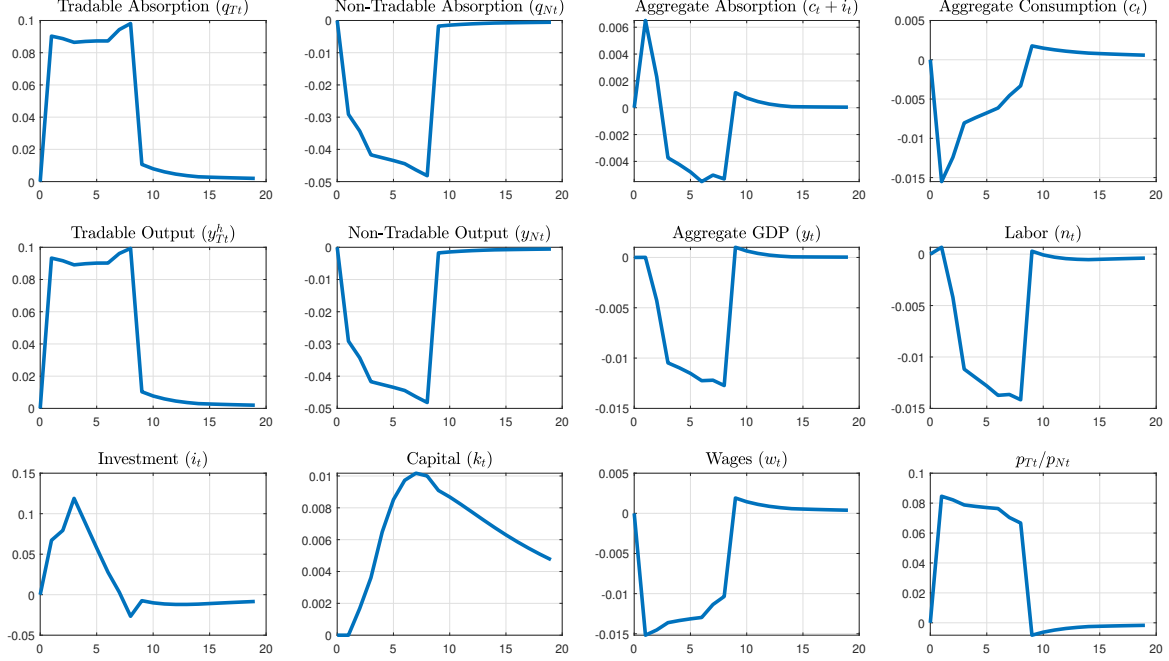 Tradable Absorption (q_Tt)
Non-Tradable Absorption (q_Nt)
Aggregate Absorption (c_t + i_t)
Aggregate Consumption (c_t)
0.1
0.08
0.06
0.04
0.02
0
0 5 10 15 20
0
-0.01
-0.02
-0.03
-0.04
-0.05
0 5 10 15 20
0.006
0.004
0.002
0
0.002
0.004
0 5 10 15 20
0.005
0
-0.005
-0.01
-0.015
0 5 10 15 20
Tradable Output (y^h_Tt)
Non-Tradable Output (y_Nt)
Aggregate GDP (y_t)
Labor (n_t)
0.1
0.08
0.06
0.04
0.02
0
0 5 10 15 20
0
-0.01
-0.02
-0.03
-0.04
-0.05
0 5 10 15 20
0
-0.005
-0.01
-0.015
0 5 10 15 20
0
-0.005
-0.01
-0.015
0 5 10 15 20
Investment (i_t)
Capital (k_t)
Wages (w_t)
p_Tt/p_Nt
0.15
0.1
0.05
0
-0.05
0 5 10 15 20
0.01
0.008
0.006
0.004
0.002
0
0 5 10 15 20
0.005
0
-0.005
-0.01
-0.015
0 5 10 15 20
0.1
0.08
0.06
0.04
0.02
0
0 5 10 15 20